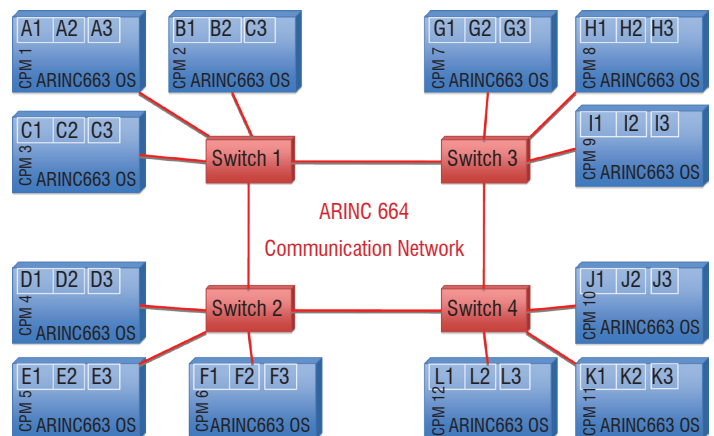 A1 A2 A3
CPM 1
ARINC663 OS
B1 B2 C3
CPM 2
ARINC663 OS
G1 G2 G3
CPM 7
ARINC663 OS
H1 H2 H3
CPM 8
ARINC663 OS
C1 C2 C3
CPM 3
ARINC663 OS
Switch 1
Switch 3
I1 I2 I3
CPM 9
ARINC663 OS
ARINC 664
Communication Network
D1 D2 D3
CPM 4
ARINC663 OS
Switch 2
Switch 4
J1 J2 J3
CPM 10
ARINC663 OS
E1 E2 E3
CPM 5
ARINC663 OS
F1 F2 F3
CPM 6
ARINC663 OS
L1 L2 L3
CPM 12
ARINC663 OS
K1 K2 K3
CPM 11
ARINC663 OS